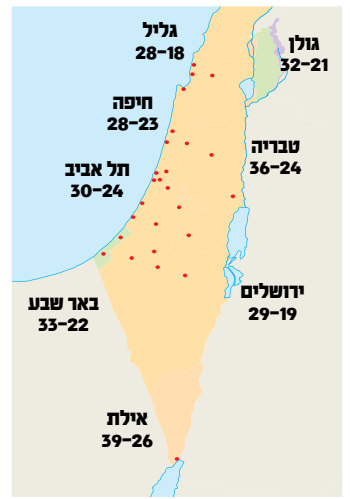 גליל
28-18
גולן
32-21
חיפה
28-23
טבריה
36-24
תל אביב
30-24
ירושלים
29-19
באר שבע
33-22
אילת
39-26